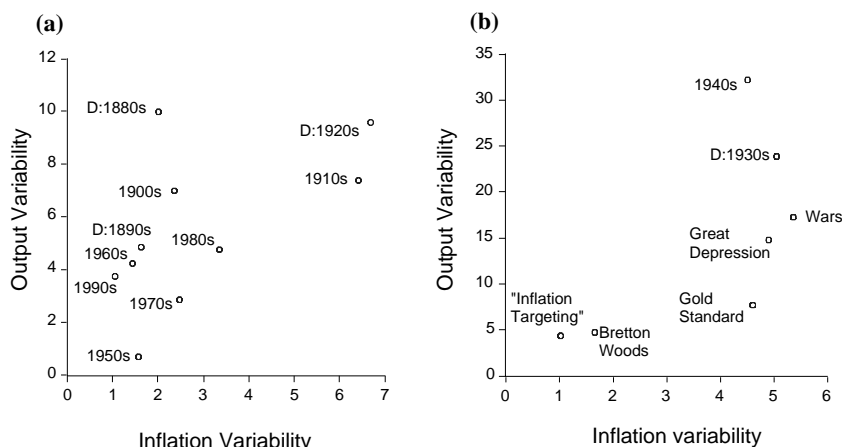 (a)
12
10
8
6
4
2
0
Output Variability
D:1880s
D:1920s
1910s
1900s
D:1890s
1980s
1960s
1990s
1970s
1950s
0 1 2 3 4 5 6 7
Inflation Variability
(b)
35
30
25
20
15
10
5
0
Output Variability
1940s
D:1930s
Wars
Great
Depression
Gold
Standard
"Inflation
Targeting"
Bretton
Woods
0 1 2 3 4 5 6
Inflation variability